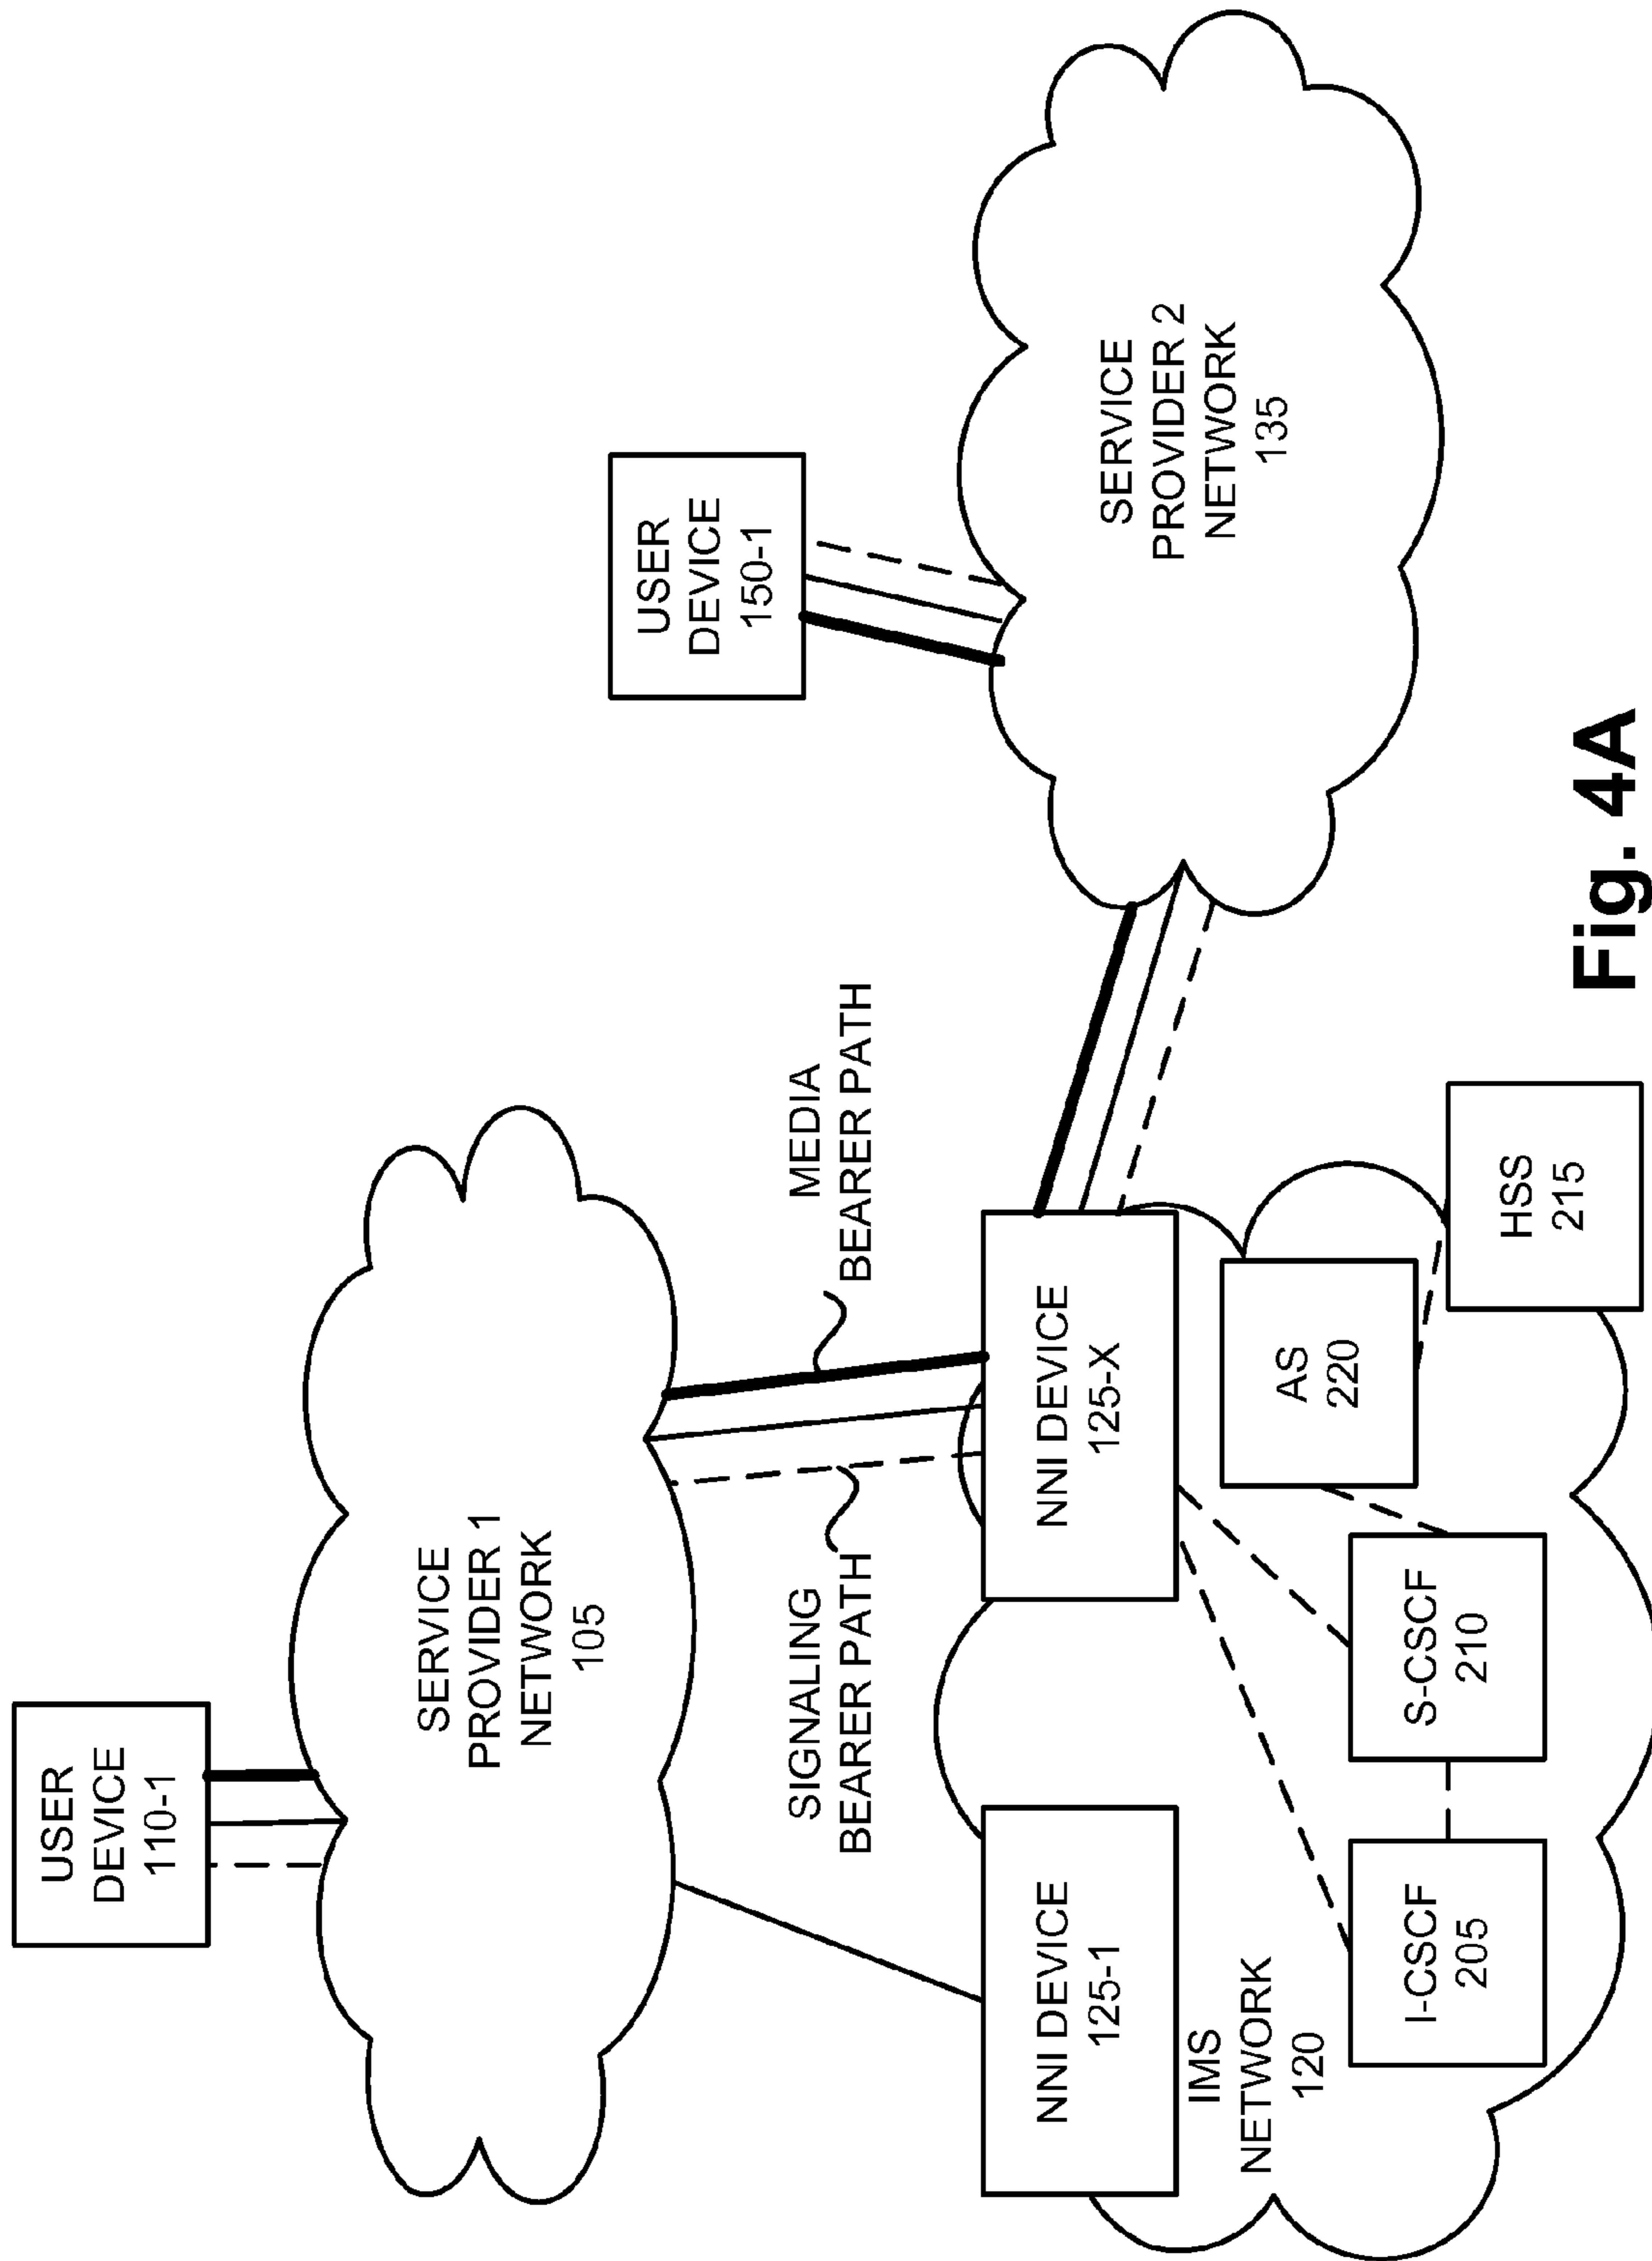 USER
DEVICE
110-1
SERVICE
PROVIDER 1
NETWORK
105
SIGNALING
BEARER PATH
MEDIA
BEARER PATH
USER
DEVICE
150-1
SERVICE
PROVIDER 2
NETWORK
135
NNI DEVICE
125-1
NNI DEVICE
125-X
IMS
NETWORK
120
AS
220
I-CSCF
205
S-CSCF
210
HSS
215
Fig. 4A